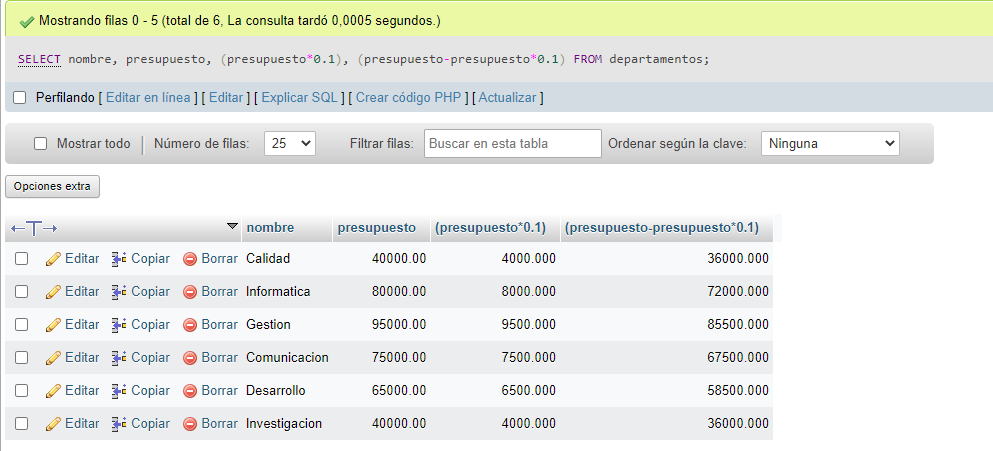 Mostrando filas 0 - 5 (total de 6, La consulta tardó 0,0005 segundos.)
SELECT nombre, presupuesto, (presupuesto*0.1), (presupuesto-presupuesto*0.1) FROM departamentos;
Perfilando [ Editar en línea ] [ Editar ] [ Explicar SQL ] [ Crear código PHP ] [ Actualizar ]
Mostrar todo | Número de filas: 25 Filtrar filas: Buscar en esta tabla Ordenar según la clave: Ninguna
Opciones extra
←T→ nombre presupuesto (presupuesto*0.1) (presupuesto-presupuesto*0.1)
Editar Copiar Borrar Calidad 40000.00 4000.000 36000.000
Editar Copiar Borrar Informatica 80000.00 8000.000 72000.000
Editar Copiar Borrar Gestion 95000.00 9500.000 85500.000
Editar Copiar Borrar Comunicacion 75000.00 7500.000 67500.000
Editar Copiar Borrar Desarrollo 65000.00 6500.000 58500.000
Editar Copiar Borrar Investigacion 40000.00 4000.000 36000.000